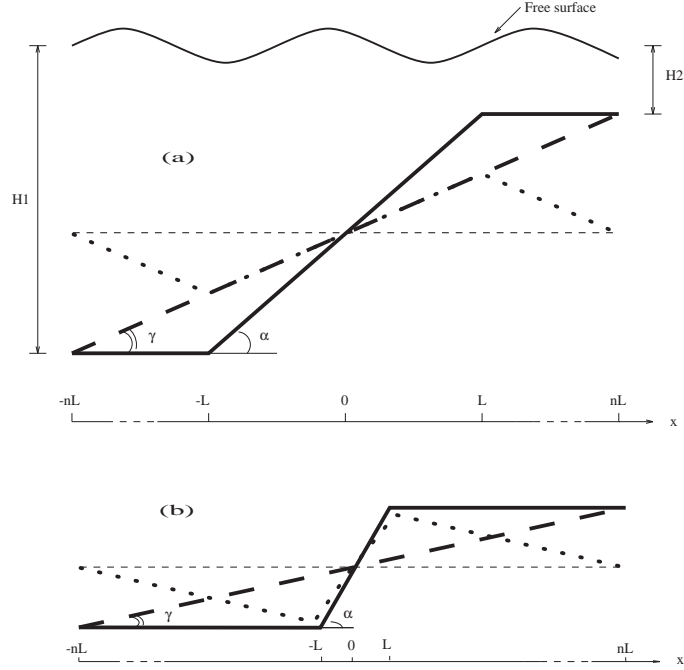 Free surface
H2
(a)
H1
γ
α
-nL
-L
0
L
nL
x
(b)
γ
α
-nL
-L
0
L
nL
x